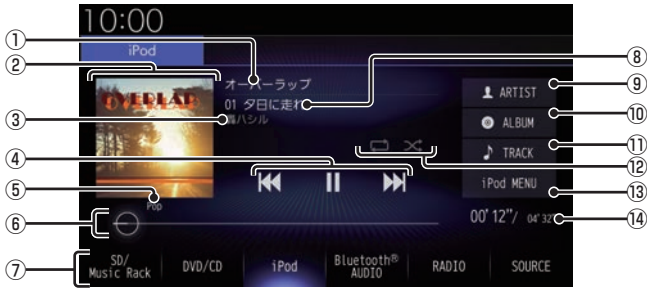 10:00
iPod
①
②
③
④
⑤
⑥
⑦
⑧
⑨
⑩
⑪
⑫
⑬
⑭
OVERLAP
オーバーラップ
01 夕日に走れ
ハシル
Pop
ARTIST
ALBUM
TRACK
iPod MENU
00'12"/ 04'32"
SD/
Music Rack
DVD/CD
iPod
Bluetooth®
AUDIO
RADIO
SOURCE